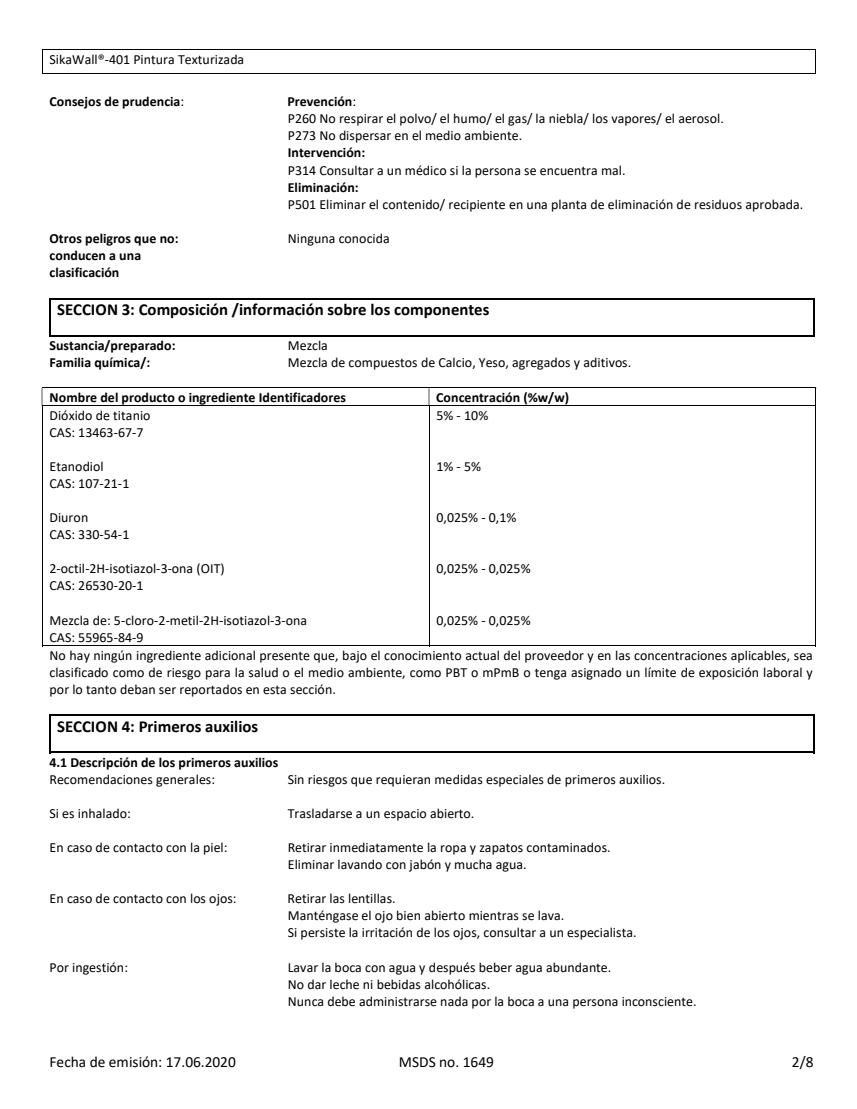 SikaWall®-401 Pintura Texturizada
Consejos de prudencia: Prevención:
P260 No respirar el polvo/ el humo/ el gas/ la niebla/ los vapores/ el aerosol.
P273 No dispersar en el medio ambiente.
Intervención:
P314 Consultar a un médico si la persona se encuentra mal.
Eliminación:
P501 Eliminar el contenido/ recipiente en una planta de eliminación de residuos aprobada.
Otros peligros que no: Ninguna conocida
conducen a una
clasificación
SECCION 3: Composición /información sobre los componentes
Sustancia/preparado: Mezcla
Familia química/: Mezcla de compuestos de Calcio, Yeso, agregados y aditivos.
Nombre del producto o ingrediente Identificadores Concentración (%w/w)
Dióxido de titanio 5% - 10%
CAS: 13463-67-7
Etanodiol 1% - 5%
CAS: 107-21-1
Diuron 0,025% - 0,1%
CAS: 330-54-1
2-octil-2H-isotiazol-3-ona (OIT) 0,025% - 0,025%
CAS: 26530-20-1
Mezcla de: 5-cloro-2-metil-2H-isotiazol-3-ona 0,025% - 0,025%
CAS: 55965-84-9
No hay ningún ingrediente adicional presente que, bajo el conocimiento actual del proveedor y en las concentraciones aplicables, sea
clasificado como de riesgo para la salud o el medio ambiente, como PBT o mPmB o tenga asignado un límite de exposición laboral y
por lo tanto deban ser reportados en esta sección.
SECCION 4: Primeros auxilios
4.1 Descripción de los primeros auxilios
Recomendaciones generales: Sin riesgos que requieran medidas especiales de primeros auxilios.
Si es inhalado: Trasladarse a un espacio abierto.
En caso de contacto con la piel: Retirar inmediatamente la ropa y zapatos contaminados.
Eliminar lavando con jabón y mucha agua.
En caso de contacto con los ojos: Retirar las lentillas.
Manténgase el ojo bien abierto mientras se lava.
Si persiste la irritación de los ojos, consultar a un especialista.
Por ingestión: Lavar la boca con agua y después beber agua abundante.
No dar leche ni bebidas alcohólicas.
Nunca debe administrarse nada por la boca a una persona inconsciente.
Fecha de emisión: 17.06.2020 MSDS no. 1649 2/8